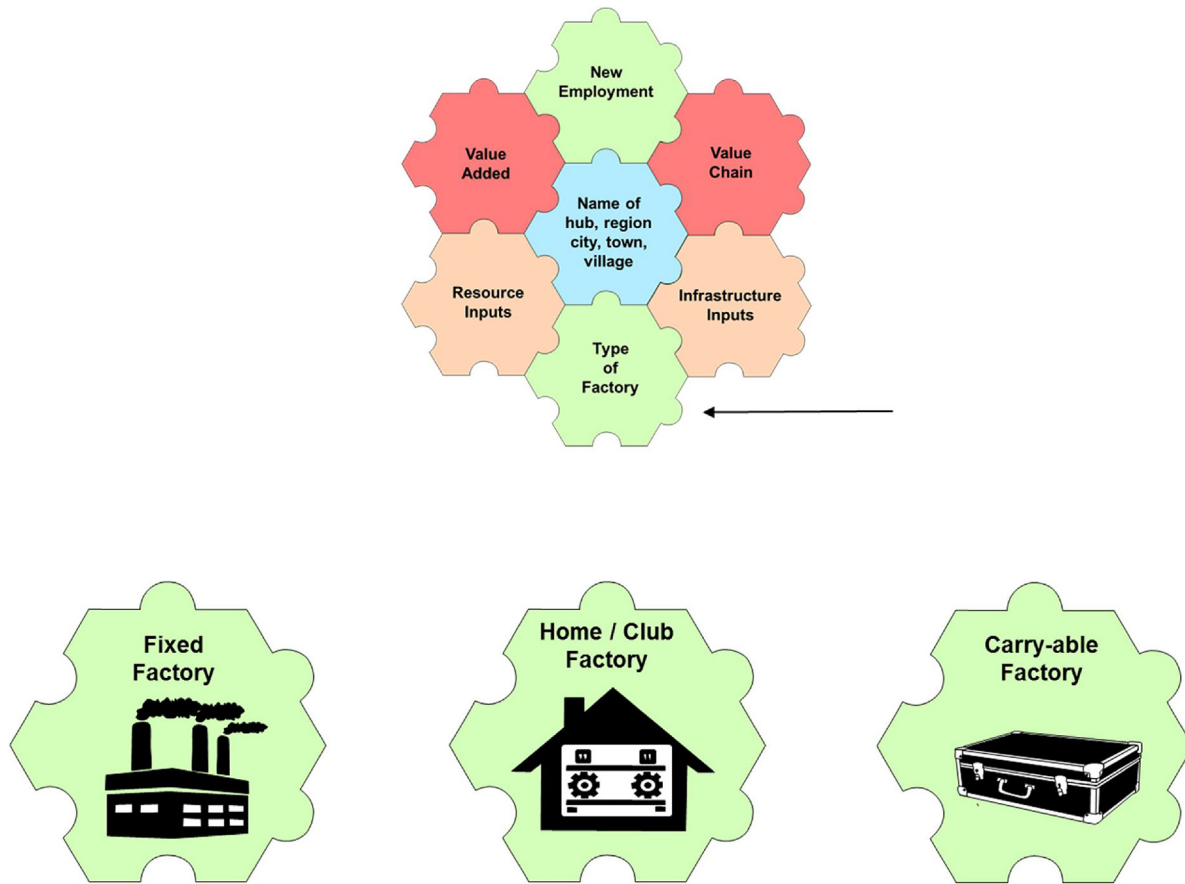 New
Employment
Value
Added
Value
Chain
Name of
hub, region
city, town,
village
Resource
Inputs
Infrastructure
Inputs
Type
of
Factory
Fixed
Factory
Home / Club
Factory
Carry-able
Factory